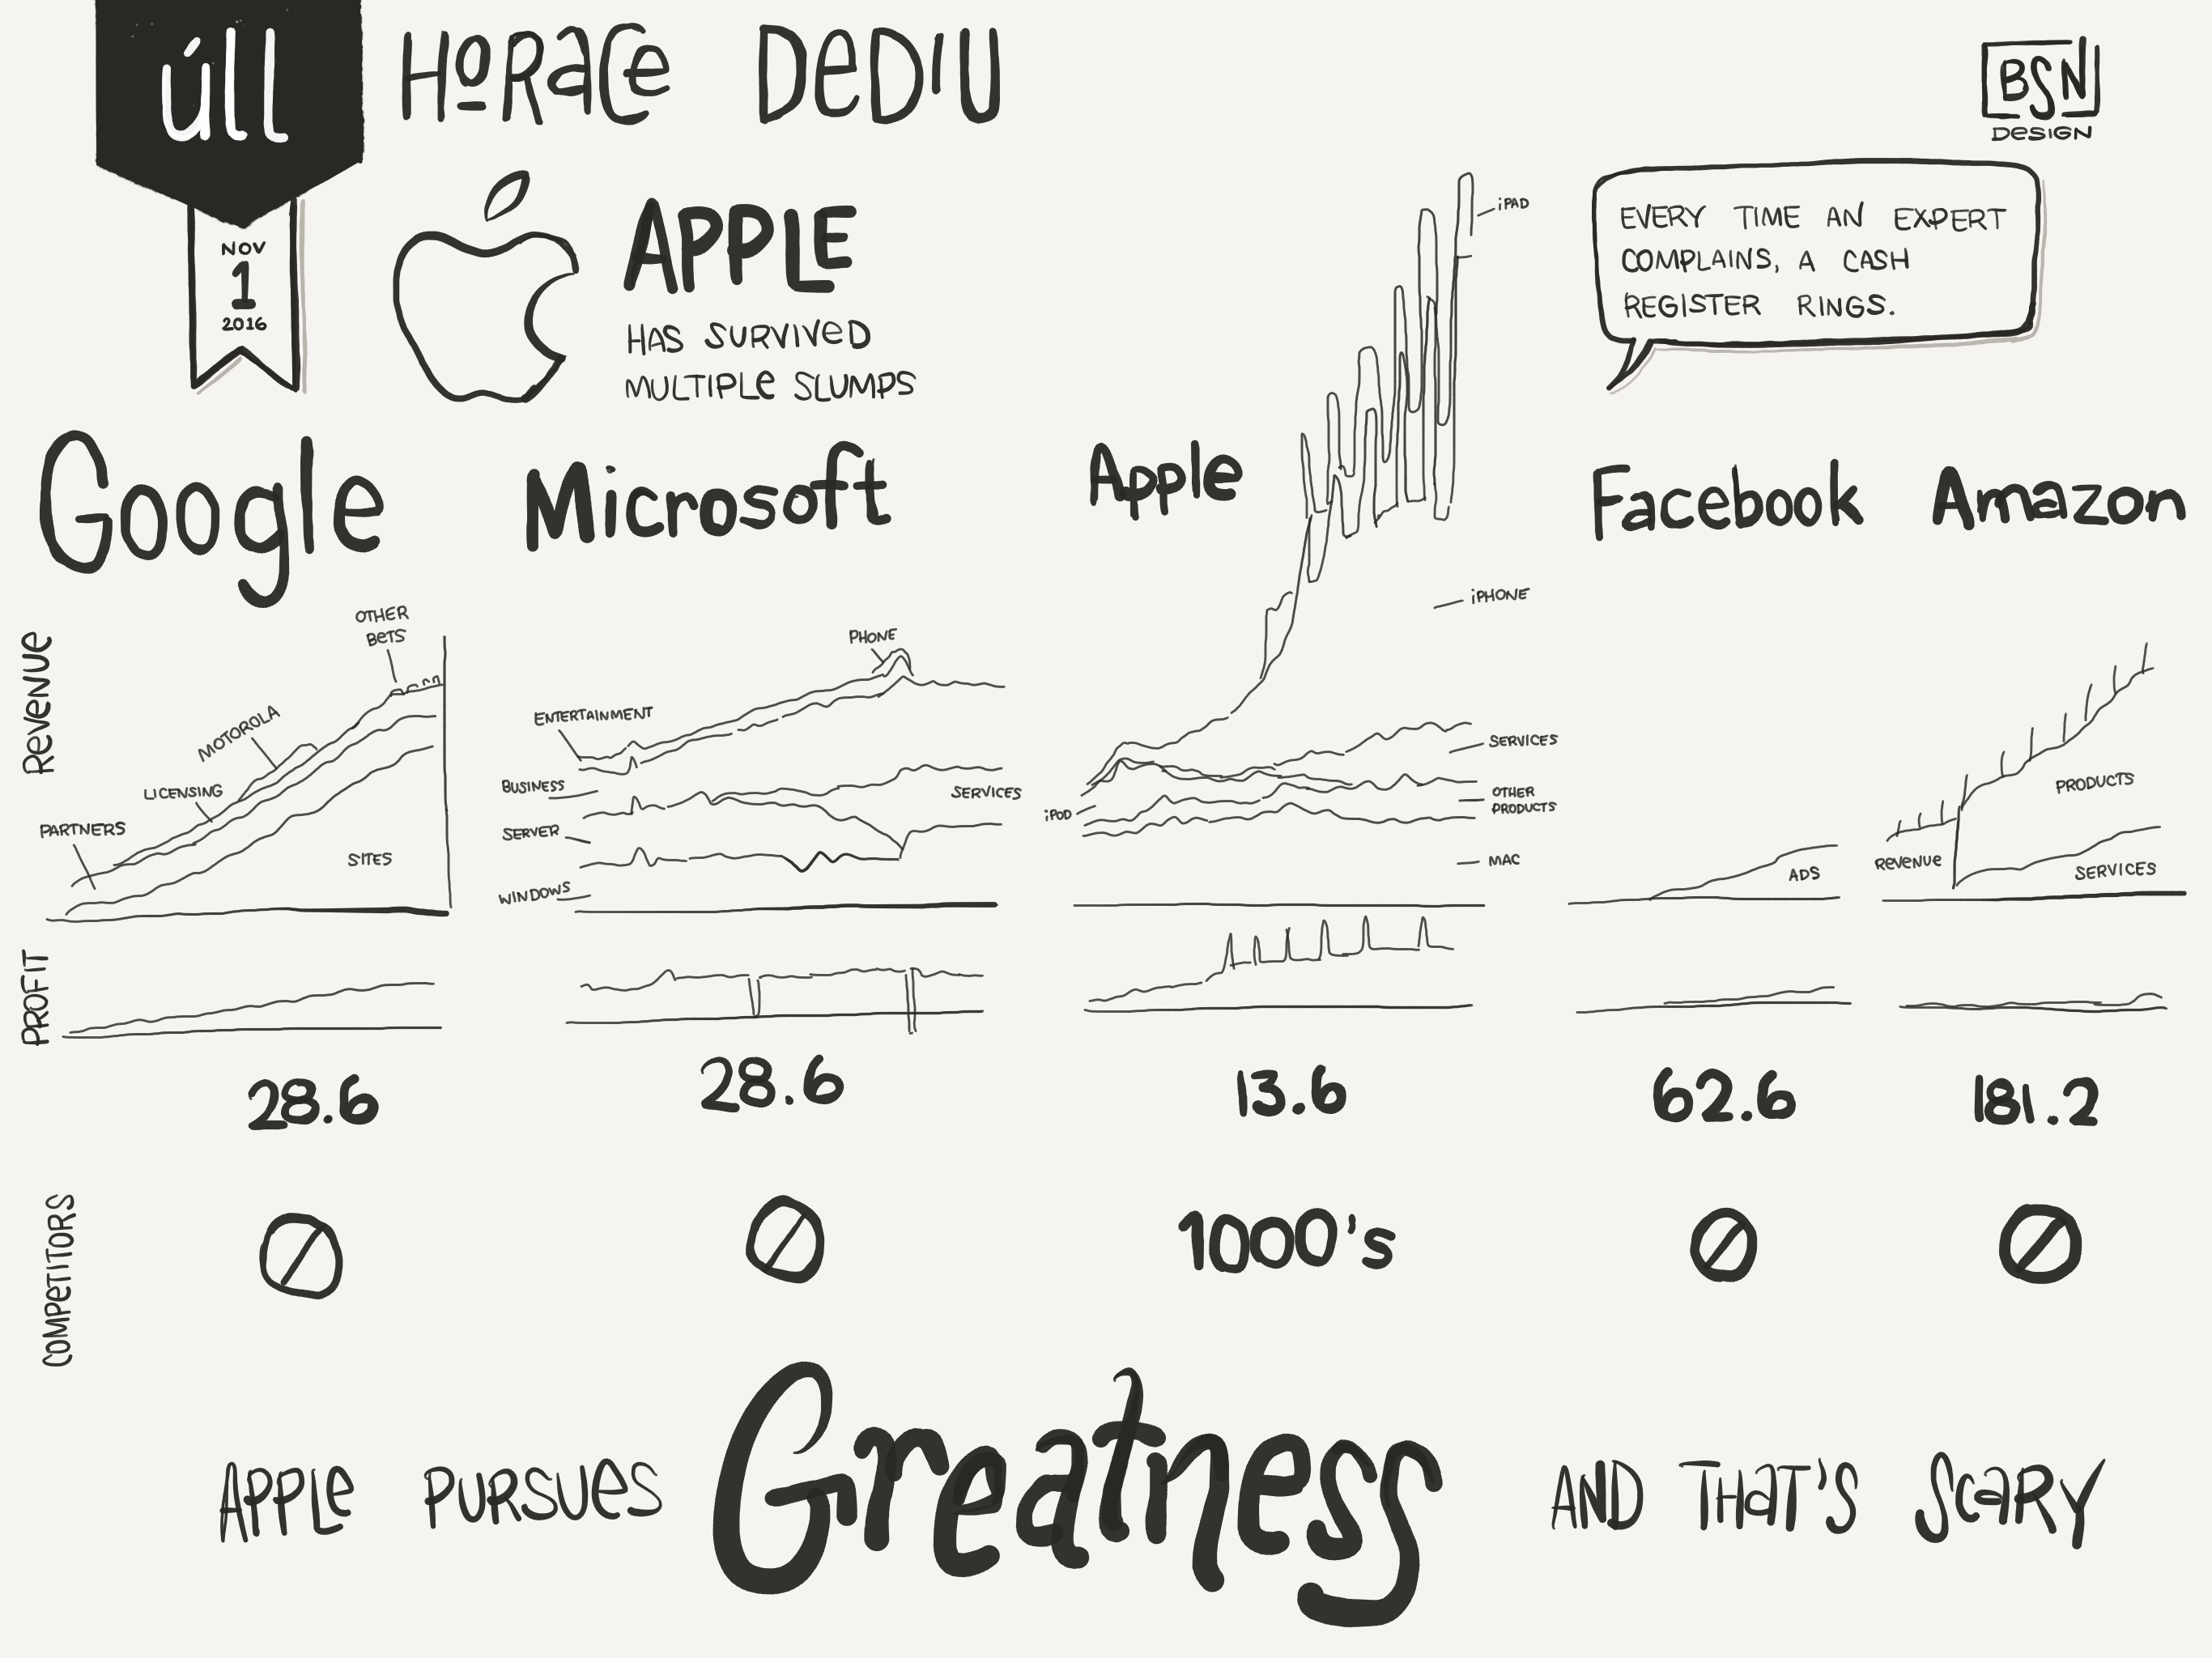 úll
HORACE DEDIU
BSN
DESIGN
NOV
1
2016
APPLE
HAS SURVIVED
MULTIPLE SLUMPS
EVERY TIME AN EXPERT
COMPLAINS, A CASH
REGISTER RINGS.
Google
Microsoft
Apple
Facebook
Amazon
REVENUE
OTHER
BETS
MOTOROLA
LICENSING
PARTNERS
SITES
PHONE
ENTERTAINMENT
BUSINESS
SERVICES
SERVER
WINDOWS
iPAD
iPHONE
SERVICES
iPOD
OTHER
PRODUCTS
MAC
ADS
PRODUCTS
REVENUE
SERVICES
PROFIT
28.6
28.6
13.6
62.6
181.2
COMPETITORS
1000's
APPLE PURSUES Greatness AND THAT'S SCARY